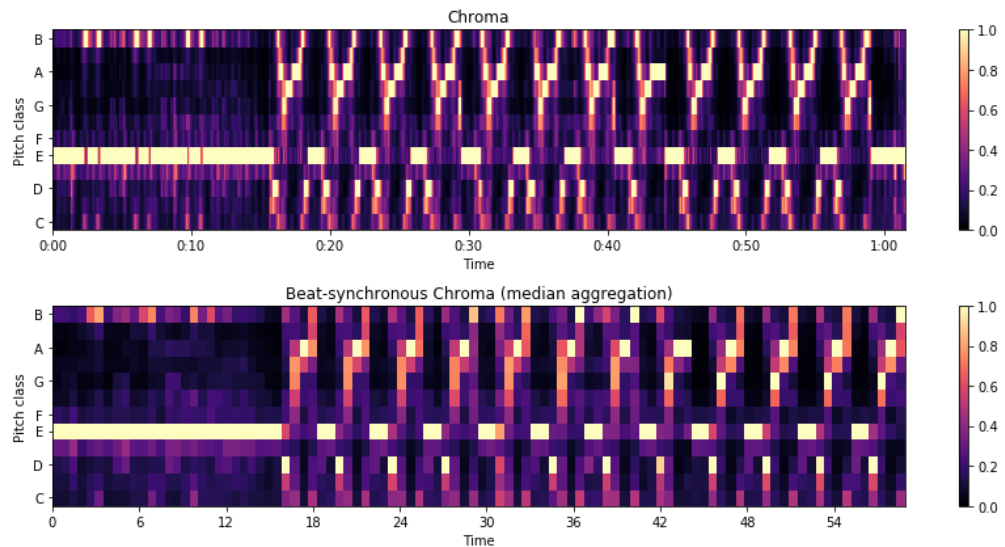 Chroma
Pitch class
B
A
G
F
E
D
C
0:00 0:10 0:20 0:30 0:40 0:50 1:00
Time
1.0
0.8
0.6
0.4
0.2
0.0
Beat-synchronous Chroma (median aggregation)
Pitch class
B
A
G
F
E
D
C
0 6 12 18 24 30 36 42 48 54
Time
1.0
0.8
0.6
0.4
0.2
0.0